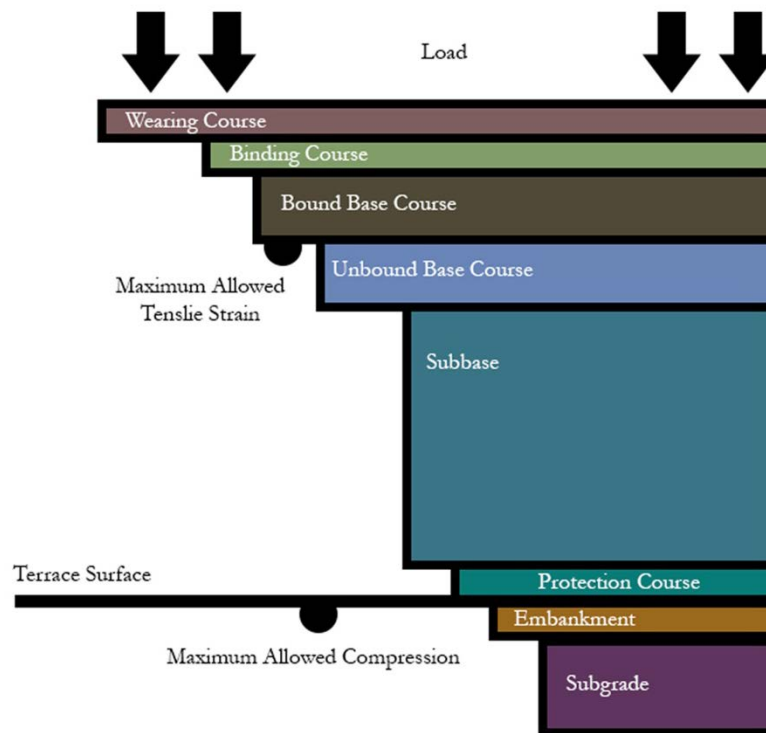 Load
Wearing Course
Binding Course
Bound Base Course
Unbound Base Course
Maximum Allowed
Tenslie Strain
Subbase
Terrace Surface
Protection Course
Embankment
Maximum Allowed Compression
Subgrade